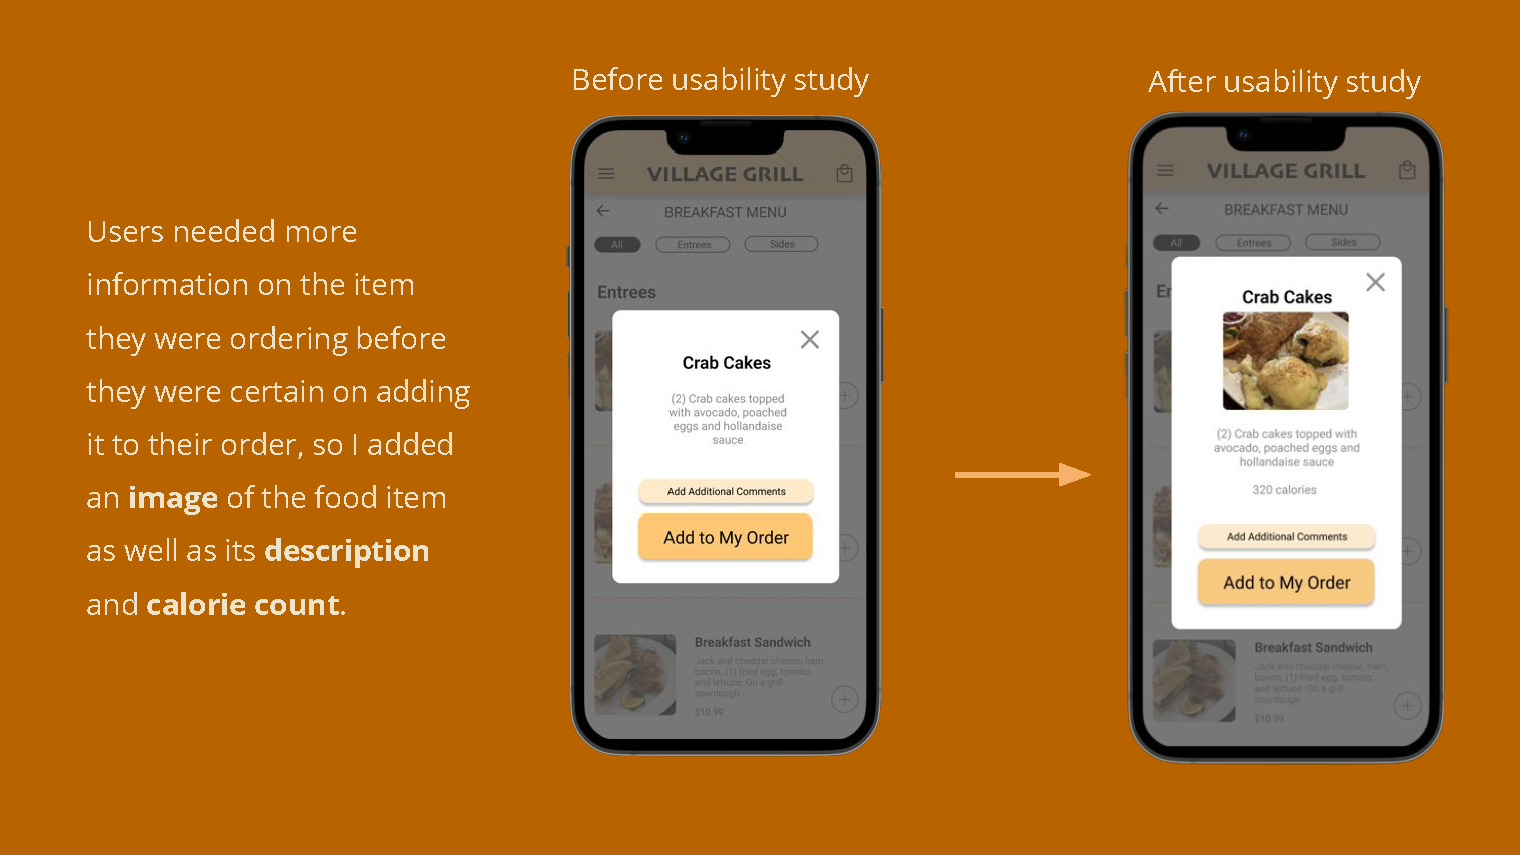 Before usability study
After usability study
Users needed more
information on the item
they were ordering before
they were certain on adding
it to their order, so I added
an image of the food item
as well as its description
and calorie count.
VILLAGE GRILL
BREAKFAST MENU
All
Entrees
Sides
Entrees
Crab Cakes
(2) Crab cakes topped
with avocado, poached
eggs and hollandaise
sauce
Add Additional Comments
Add to My Order
Breakfast Sandwich
Jack and cheddar cheese, ham,
bacon, (1) fried egg, tomato,
and lettuce. On a grill
sourdough
$10.99
VILLAGE GRILL
BREAKFAST MENU
All
Entrees
Sides
En
Crab Cakes
(2) Crab cakes topped with
avocado, poached eggs and
hollandaise sauce
320 calories
Add Additional Comments
Add to My Order
Breakfast Sandwich
Jack and cheddar cheese, ham,
bacon, (1) fried egg, tomato,
and lettuce. On a grill
sourdough
$10.99